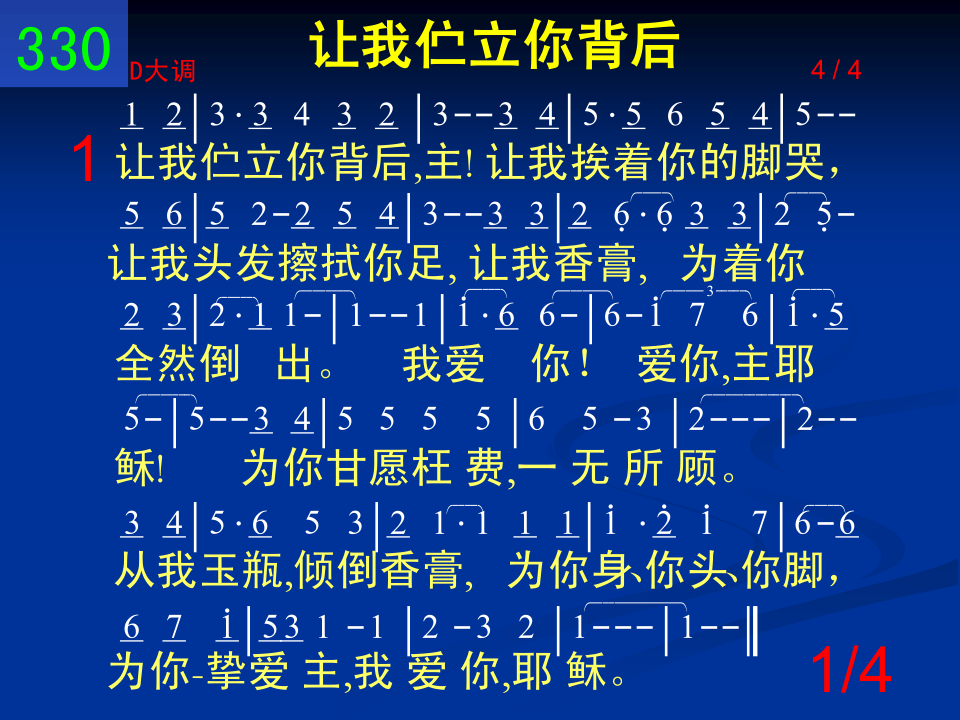 330
让我伫立你背后
D大调
4 / 4
1 2|3·3 4 3 2|3--3 4|5·5 6 5 4|5--
1
让我伫立你背后,主! 让我挨着你的脚哭，
5 6|5 2-2 5 4|3--3 3|2 6̣·6̣ 3 3|2 5̣-
让我头发擦拭你足, 让我香膏, 为着你
2 3|2·1 1-|1--1|i·6 6-|6-i 7 6|i·5
3
全然倒 出。 我爱 你！ 爱你,主耶
5-|5--3 4|5 5 5 5|6 5 -3|2---|2--
稣! 为你甘愿枉 费,一 无 所 顾。
3 4|5·6 5 3|2 1·1 1 1|i ·2̇ i 7|6-6
从我玉瓶,倾倒香膏, 为你身、你头、你脚，
6 7 i|53 1 -1|2 -3 2|1---|1--‖
为你-挚爱 主,我 爱 你,耶 稣。
1/4